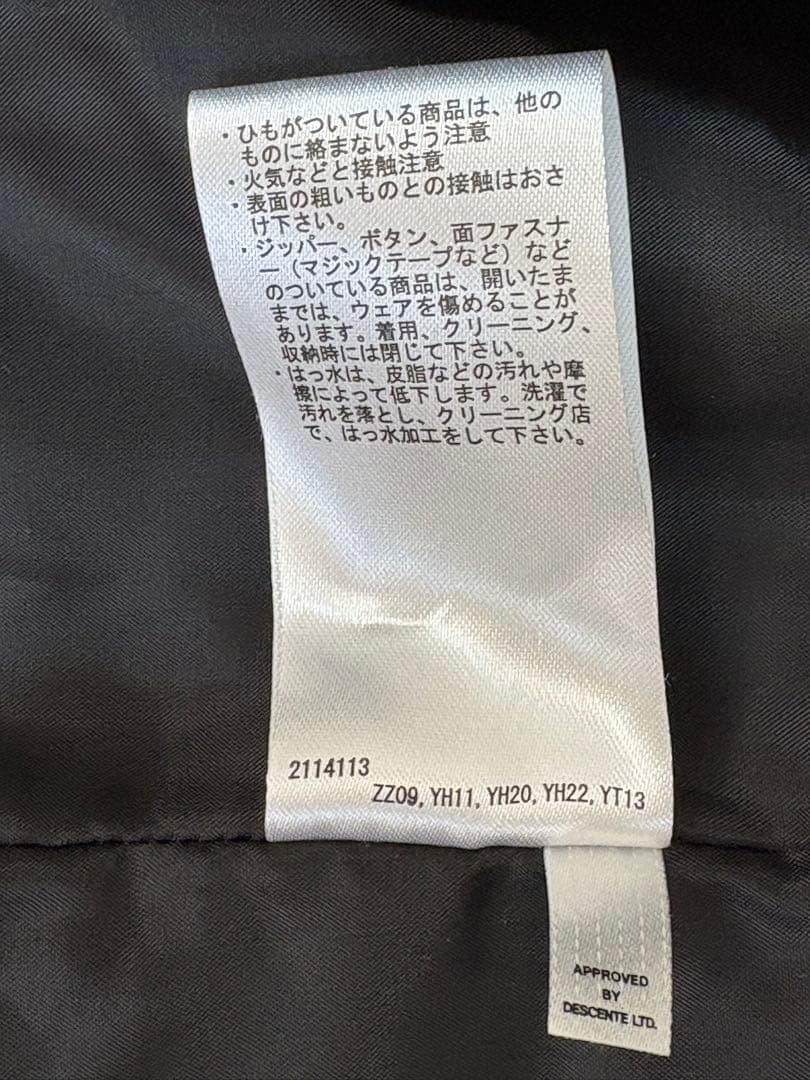 ・ひもがついている商品は、他の
ものに絡まないよう注意
・火気などと接触注意
・表面の粗いものとの接触はおさ
け下さい。
・ジッパー、ボタン、面ファスナ
ー（マジックテープなど）など
のついている商品は、開いたま
までは、ウェアを傷めることが
あります。着用、クリーニング、
収納時には閉じて下さい。
・はっ水は、皮脂などの汚れや摩
擦によって低下します。洗濯で
汚れを落とし、クリーニング店
で、はっ水加工をして下さい。
2114113
ZZ09,YH11,YH20,YH22,YT13
APPROVED
BY
DESCENTE LTD.